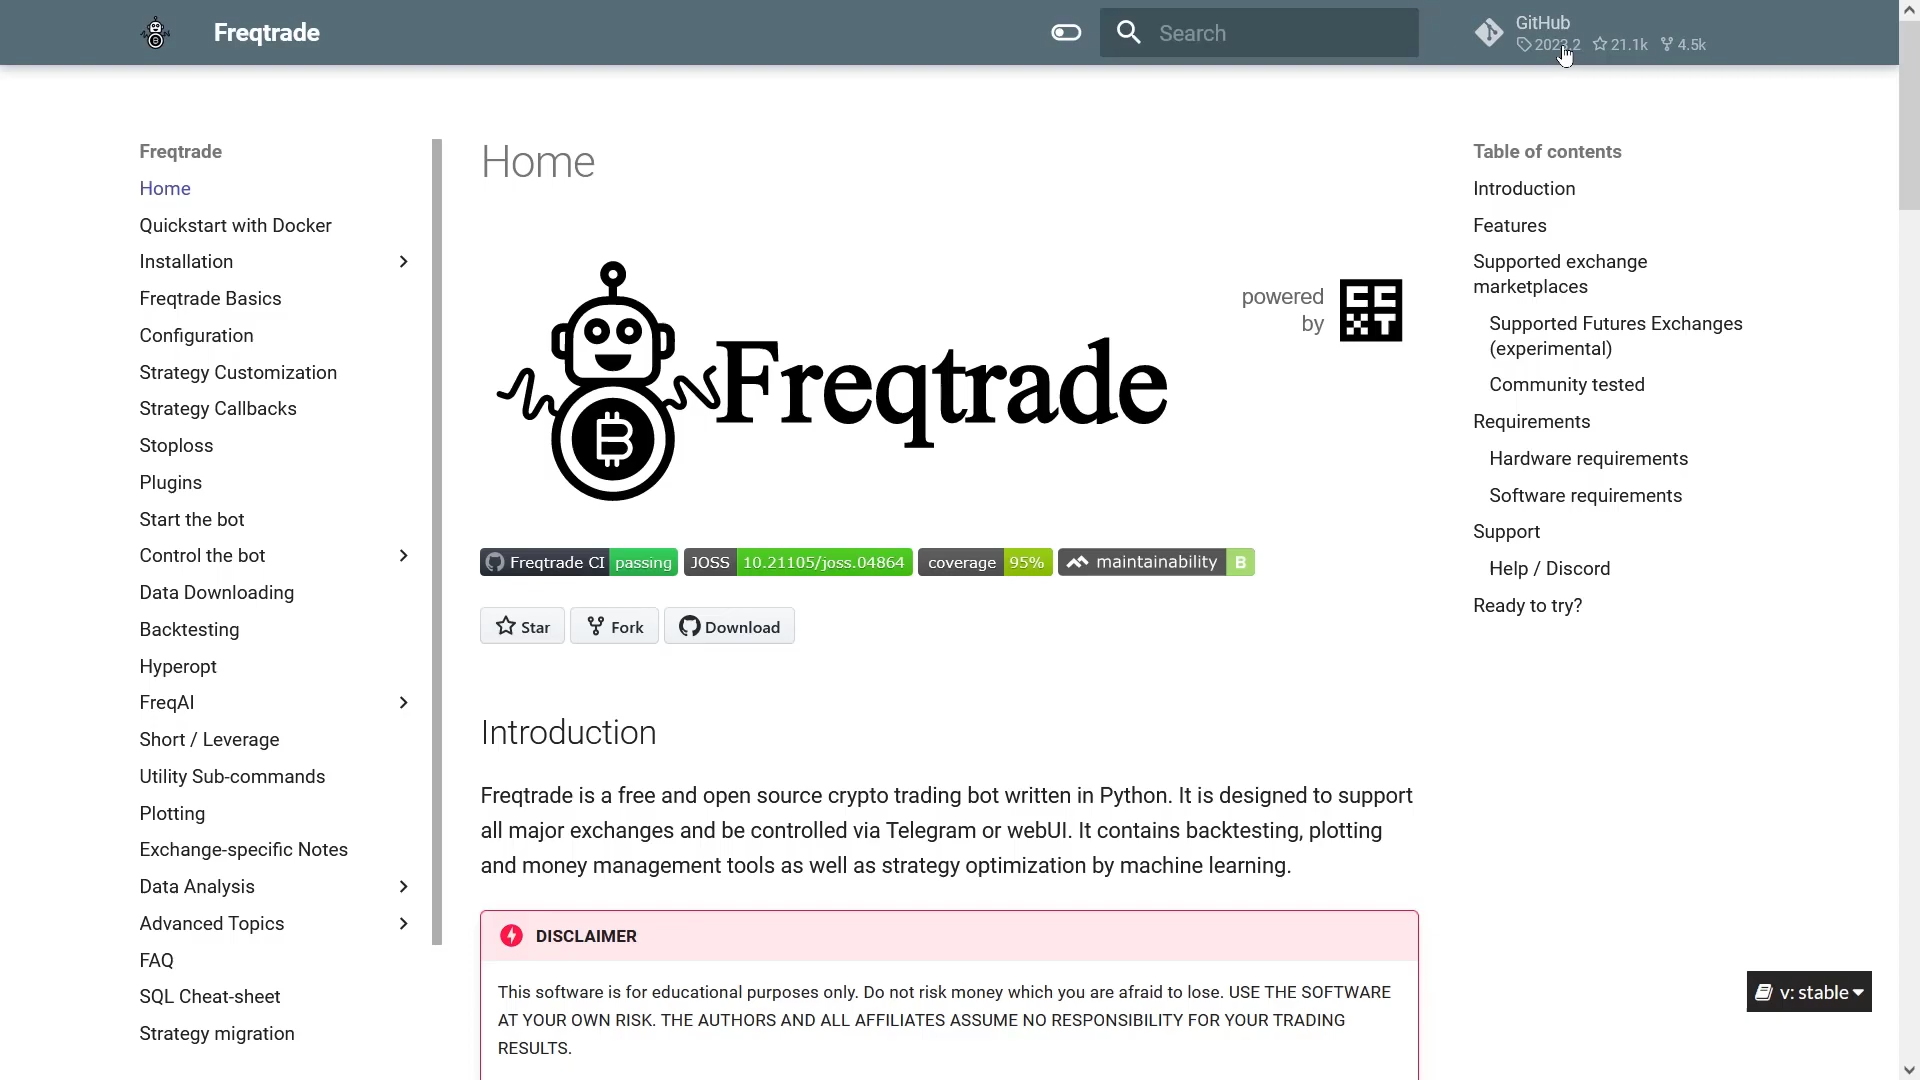 Freqtrade
Search
GitHub
21.1k 4.5k
Freqtrade
Home
Quickstart with Docker
Installation
Freqtrade Basics
Configuration
Strategy Customization
Strategy Callbacks
Stoploss
Plugins
Start the bot
Control the bot
Data Downloading
Backtesting
Hyperopt
FreqAI
Short / Leverage
Utility Sub-commands
Plotting
Exchange-specific Notes
Data Analysis
Advanced Topics
FAQ
SQL Cheat-sheet
Strategy migration
Home
Freqtrade
powered
by
CC
XT
Freqtrade CI passing JOSS 10.21105/joss.04864 coverage 95% maintainability B
Star Fork Download
Introduction
Freqtrade is a free and open source crypto trading bot written in Python. It is designed to support
all major exchanges and be controlled via Telegram or webUI. It contains backtesting, plotting
and money management tools as well as strategy optimization by machine learning.
DISCLAIMER
This software is for educational purposes only. Do not risk money which you are afraid to lose. USE THE SOFTWARE
AT YOUR OWN RISK. THE AUTHORS AND ALL AFFILIATES ASSUME NO RESPONSIBILITY FOR YOUR TRADING
RESULTS.
Table of contents
Introduction
Features
Supported exchange
marketplaces
Supported Futures Exchanges
(experimental)
Community tested
Requirements
Hardware requirements
Software requirements
Support
Help / Discord
Ready to try?
v: stable